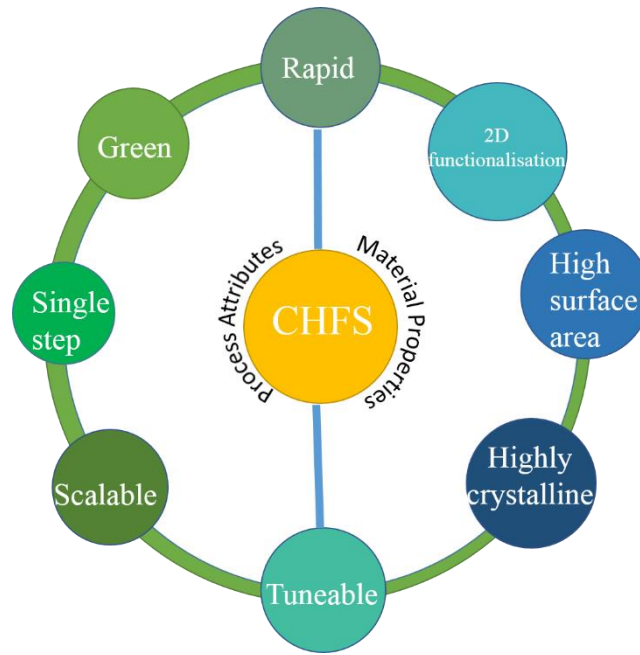 Rapid
2D
functionalisation
High
surface
area
Highly
crystalline
Tuneable
Scalable
Single
step
Green
Process Attributes
Material Properties
CHFS